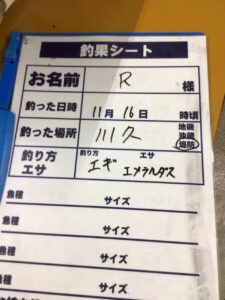 釣果シート
お名前 R 様
釣った日時 11月16日 時頃
釣った場所 川久 地磯
沖磯
堤防
釣り方 エサ 釣り方 エサ
エギ エメラルダス
魚種 サイズ
魚種 サイズ
魚種 サイズ
魚種 サイズ